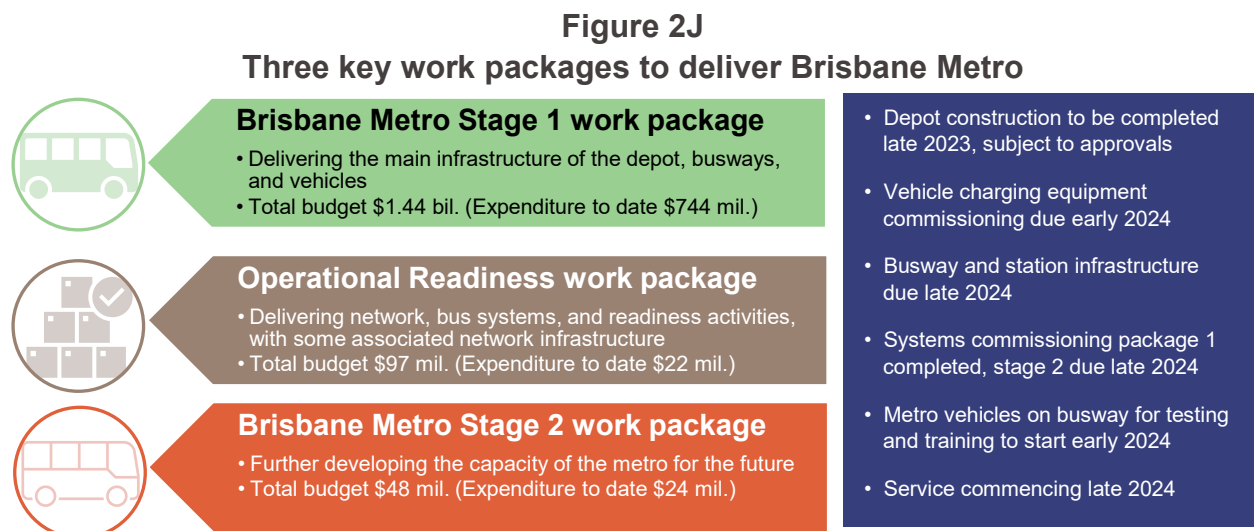 Figure 2J
Three key work packages to deliver Brisbane Metro
Brisbane Metro Stage 1 work package
• Delivering the main infrastructure of the depot, busways,
and vehicles
• Total budget $1.44 bil. (Expenditure to date $744 mil.)
Operational Readiness work package
• Delivering network, bus systems, and readiness activities,
with some associated network infrastructure
• Total budget $97 mil. (Expenditure to date $22 mil.)
Brisbane Metro Stage 2 work package
• Further developing the capacity of the metro for the future
• Total budget $48 mil. (Expenditure to date $24 mil.)
• Depot construction to be completed
late 2023, subject to approvals
• Vehicle charging equipment
commissioning due early 2024
• Busway and station infrastructure
due late 2024
• Systems commissioning package 1
completed, stage 2 due late 2024
• Metro vehicles on busway for testing
and training to start early 2024
• Service commencing late 2024